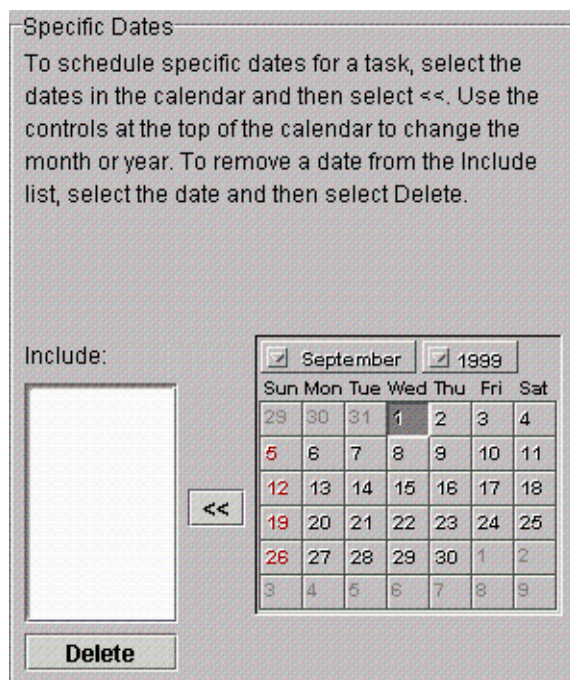 Specific Dates
To schedule specific dates for a task, select the
dates in the calendar and then select <<. Use the
controls at the top of the calendar to change the
month or year. To remove a date from the Include
list, select the date and then select Delete.
Include:
September 1999
Sun Mon Tue Wed Thu Fri Sat
29 30 31 1 2 3 4
5 6 7 8 9 10 11
12 13 14 15 16 17 18
<<
19 20 21 22 23 24 25
26 27 28 29 30 1 2
3 4 5 6 7 8 9
Delete